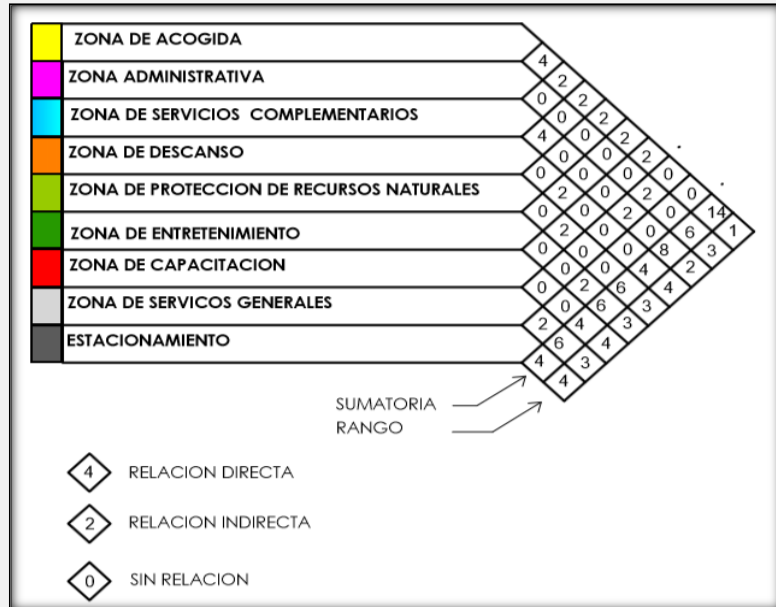 ZONA DE ACOGIDA
4 2 2 2 2 2 0 0 14 1
ZONA ADMINISTRATIVA
0 0 0 0 0 2 0 6 3
ZONA DE SERVICIOS COMPLEMENTARIOS
4 0 0 0 2 0 8 2
ZONA DE DESCANSO
0 2 0 0 0 4 4
ZONA DE PROTECCION DE RECURSOS NATURALES
0 2 0 0 6 3
ZONA DE ENTRETENIMIENTO
0 0 2 6 3
ZONA DE CAPACITACION
0 0 4 4
ZONA DE SERVICOS GENERALES
2 6 3
ESTACIONAMIENTO
4 4
SUMATORIA
RANGO
4 RELACION DIRECTA
2 RELACION INDIRECTA
0 SIN RELACION